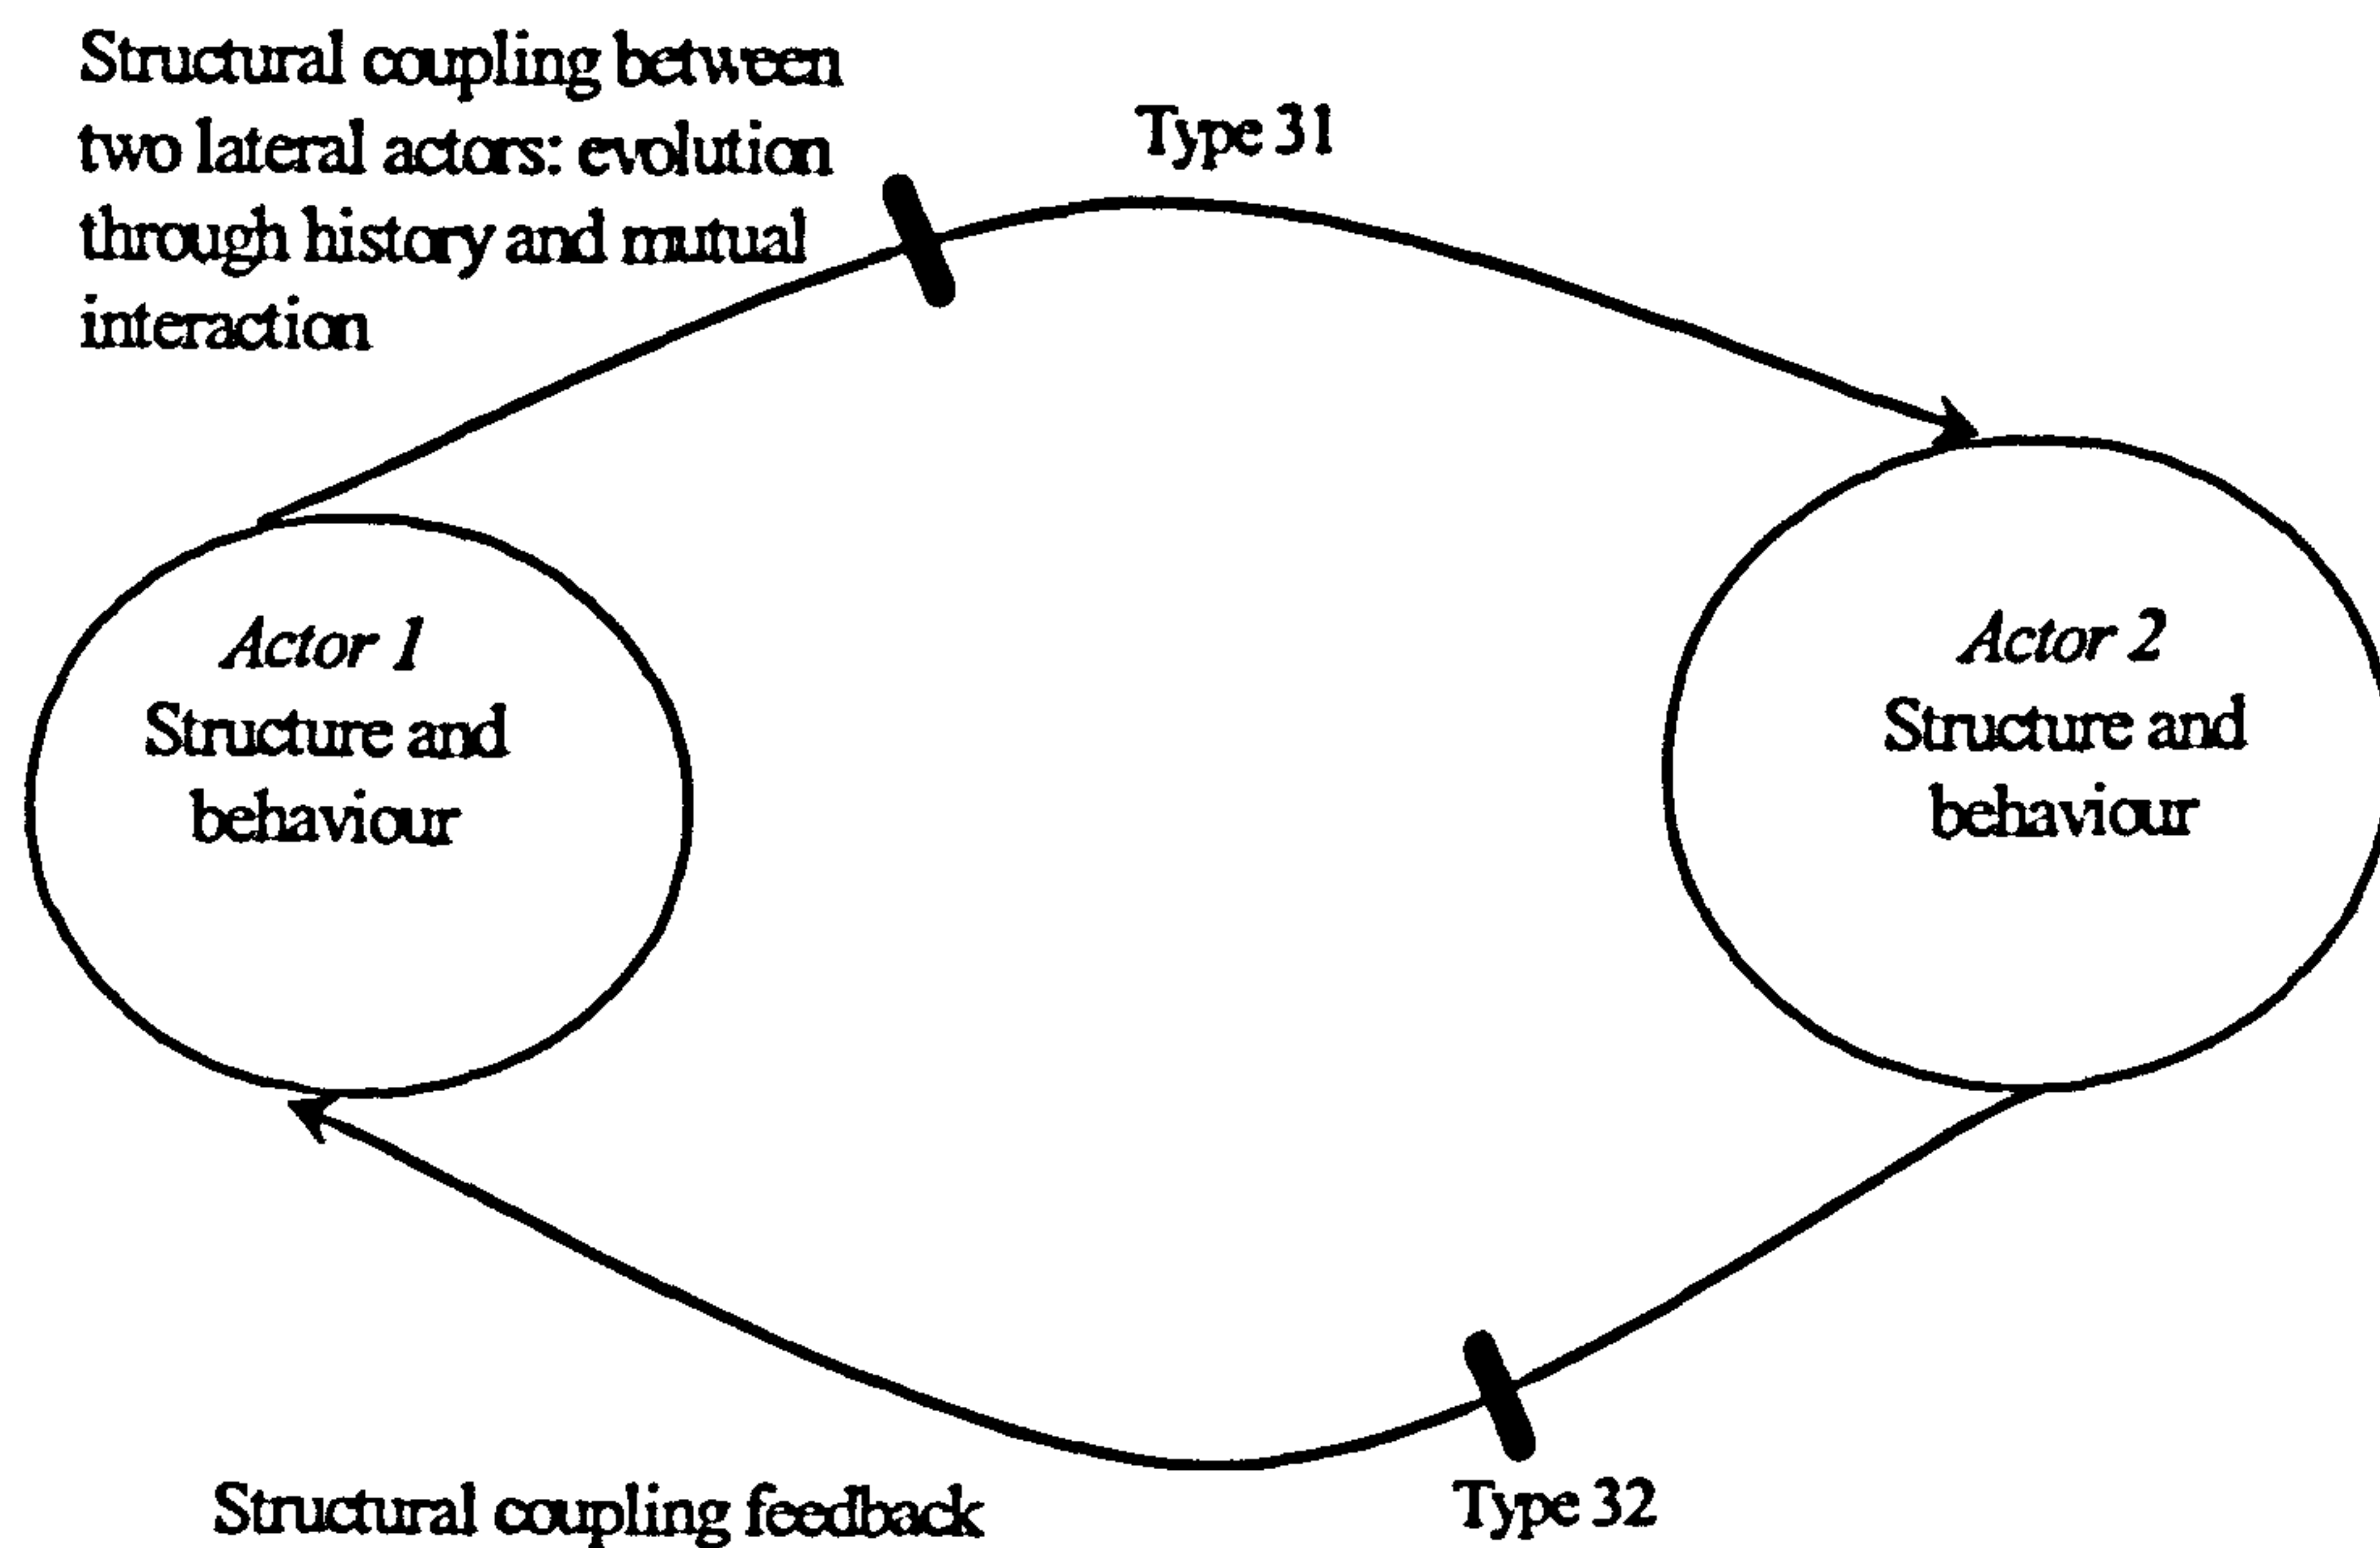 Structural coupling between
two lateral actors: evolution
through history and mutual
interaction
Type 31
Actor 1
Structure and
behaviour
Actor 2
Structure and
behaviour
Structural coupling feedback
Type 32